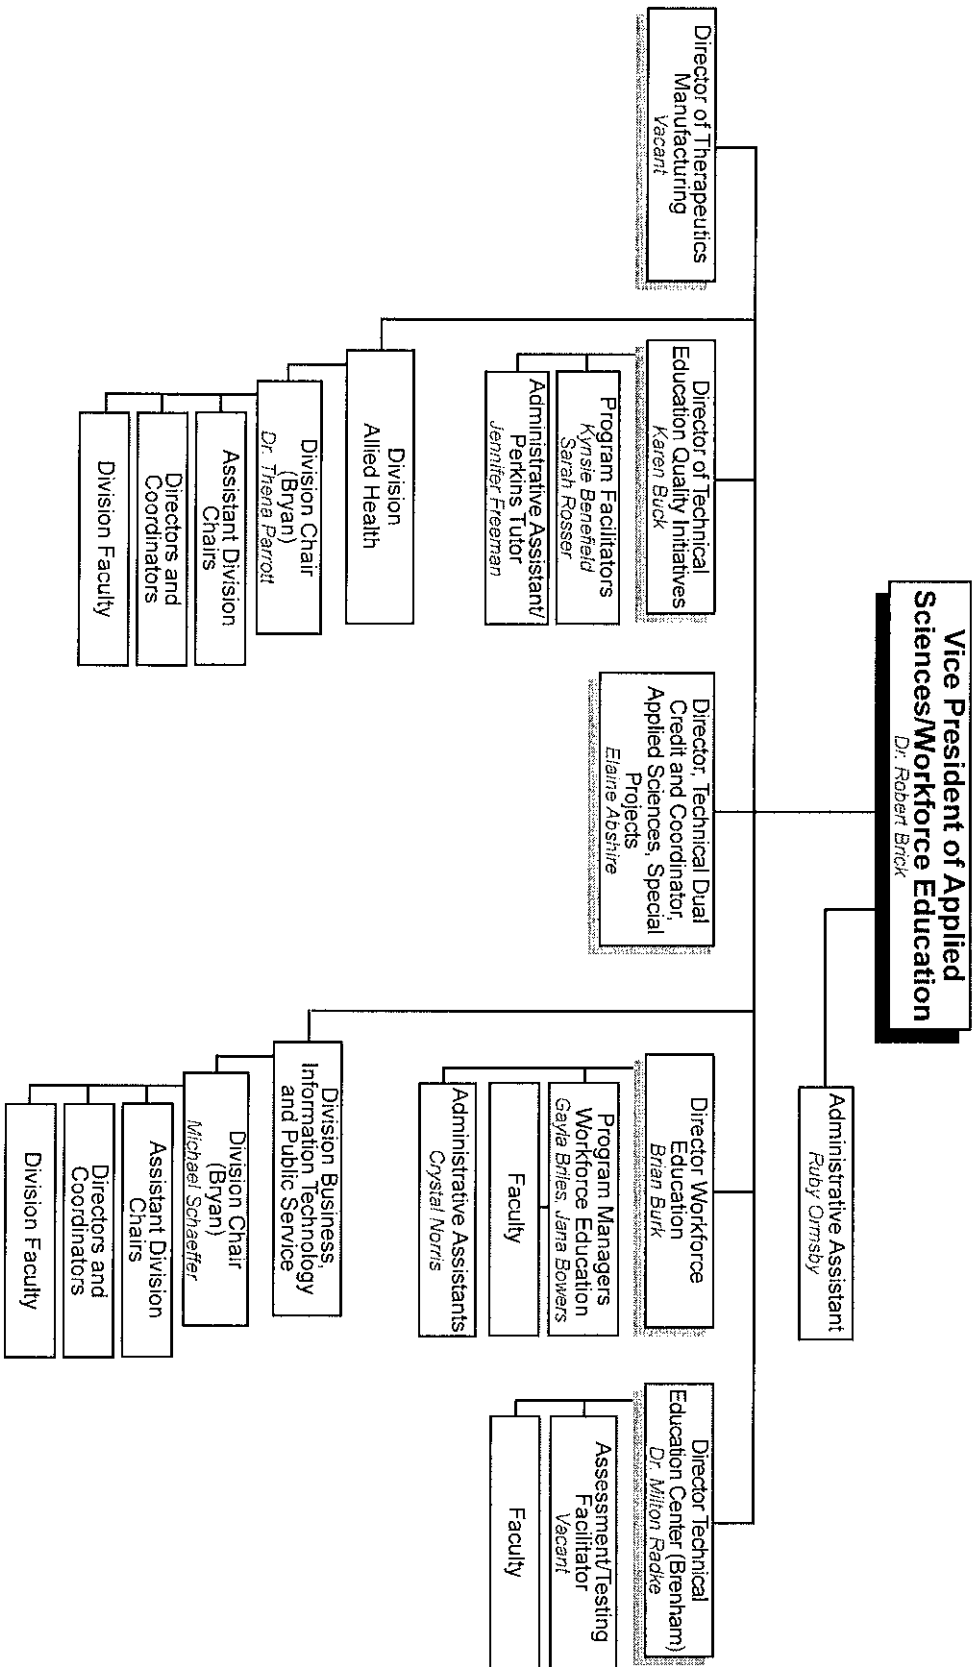 Vice President of Applied
Sciences/Workforce Education
Dr. Robert Brick
Administrative Assistant
Ruby Ormsby
Director of Therapeutics
Manufacturing
Vacant
Director of Technical
Education Quality Initiatives
Karen Buck
Program Facilitators
Kynsie Benefield
Sarah Rosser
Administrative Assistant/
Perkins Tutor
Jennifer Freeman
Director, Technical Dual
Credit and Coordinator,
Applied Sciences, Special
Projects
Elaine Abshire
Director Workforce
Education
Brian Burk
Program Managers
Workforce Education
Gayla Briles, Jana Bowers
Faculty
Administrative Assistants
Crystal Norris
Director Technical
Education Center (Brenham)
Dr. Milton Radke
Assessment/Testing
Facilitator
Vacant
Faculty
Division
Allied Health
Division Chair
(Bryan)
Dr. Thena Parrott
Assistant Division
Chairs
Directors and
Coordinators
Division Faculty
Division Business,
Information Technology
and Public Service
Division Chair
(Bryan)
Michael Schaeffer
Assistant Division
Chairs
Directors and
Coordinators
Division Faculty